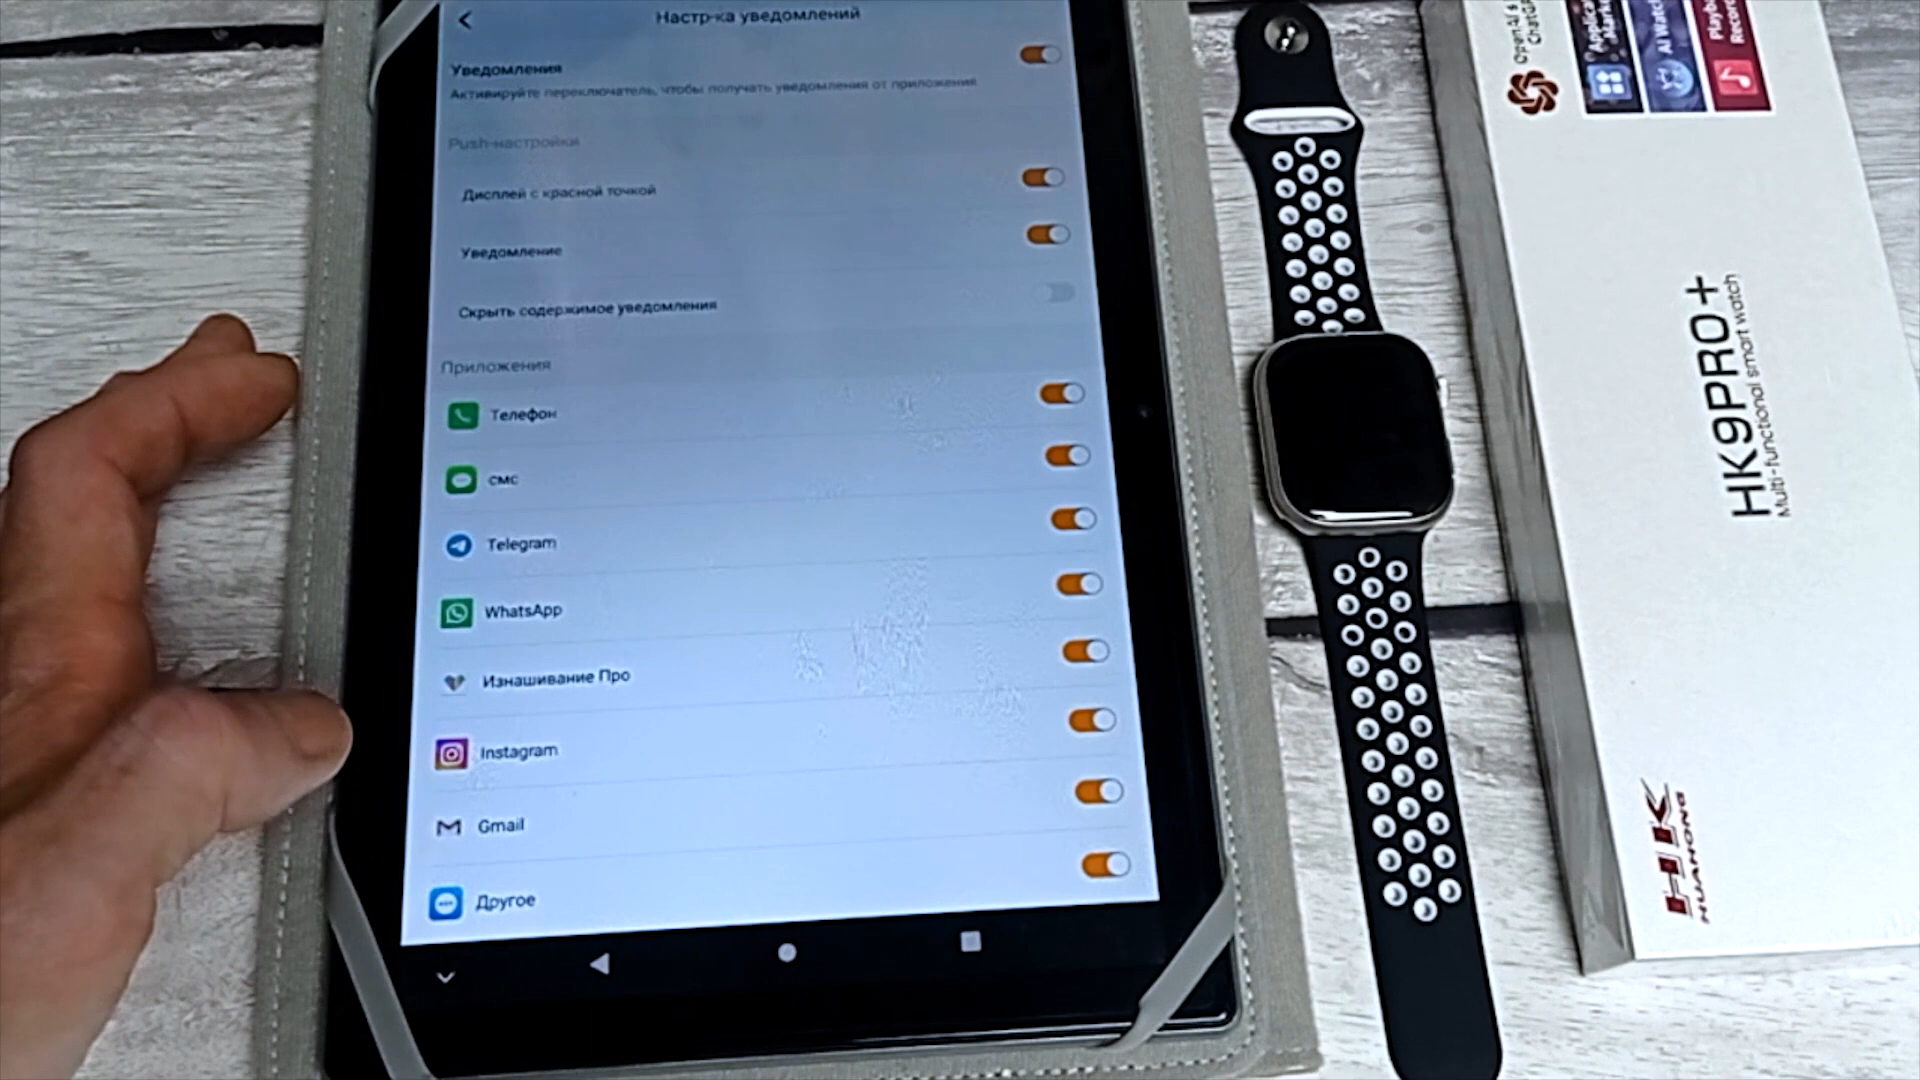 Настр-ка уведомлений
Уведомления
Активируйте переключатель, чтобы получать уведомления от приложения
Push-настройки
Дисплей с красной точкой
Уведомление
Скрыть содержимое уведомления
Приложения
Телефон
смс
Telegram
WhatsApp
Изнашивание Про
Instagram
Gmail
Другое
HK9PRO+
Multi-functional smart watch
HK
HUAHONG
AI Watch